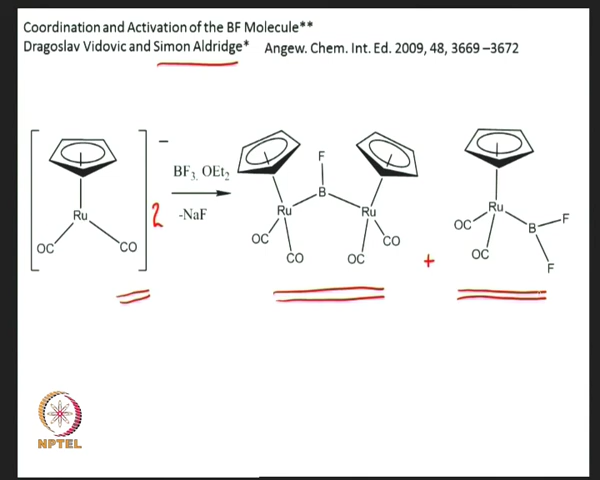 Coordination and Activation of the BF Molecule**
Dragoslav Vidovic and Simon Aldridge* Angew. Chem. Int. Ed. 2009, 48, 3669–3672
Ru
OC
CO
−
2
BF3, OEt2
-NaF
F
B
Ru
Ru
OC
CO
CO
OC
+
Ru
OC
OC
B
F
F
NPTEL